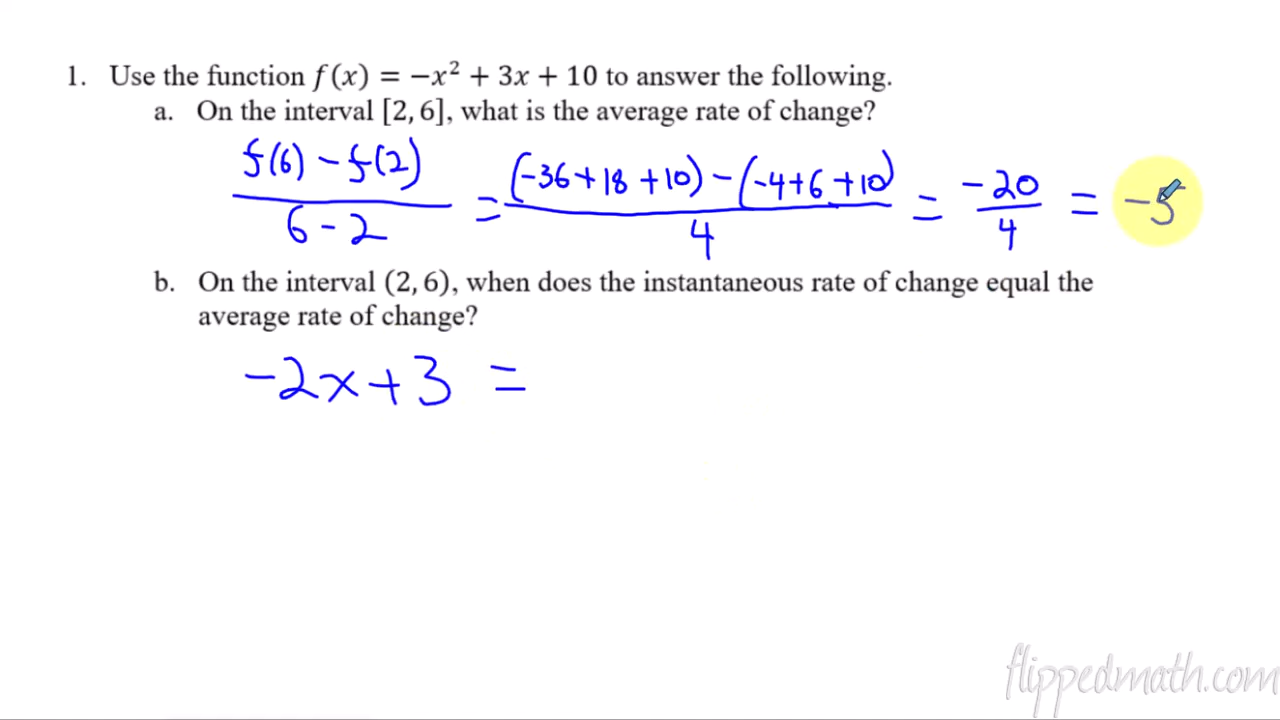 1. Use the function f(x) = −x² + 3x + 10 to answer the following.
a. On the interval [2, 6], what is the average rate of change?
f(6) − f(2) / 6 − 2 = (−36 + 18 + 10) − (−4 + 6 + 10) / 4 = −20 / 4 = −5
b. On the interval (2, 6), when does the instantaneous rate of change equal the
average rate of change?
−2x + 3 =
flippedmath.com